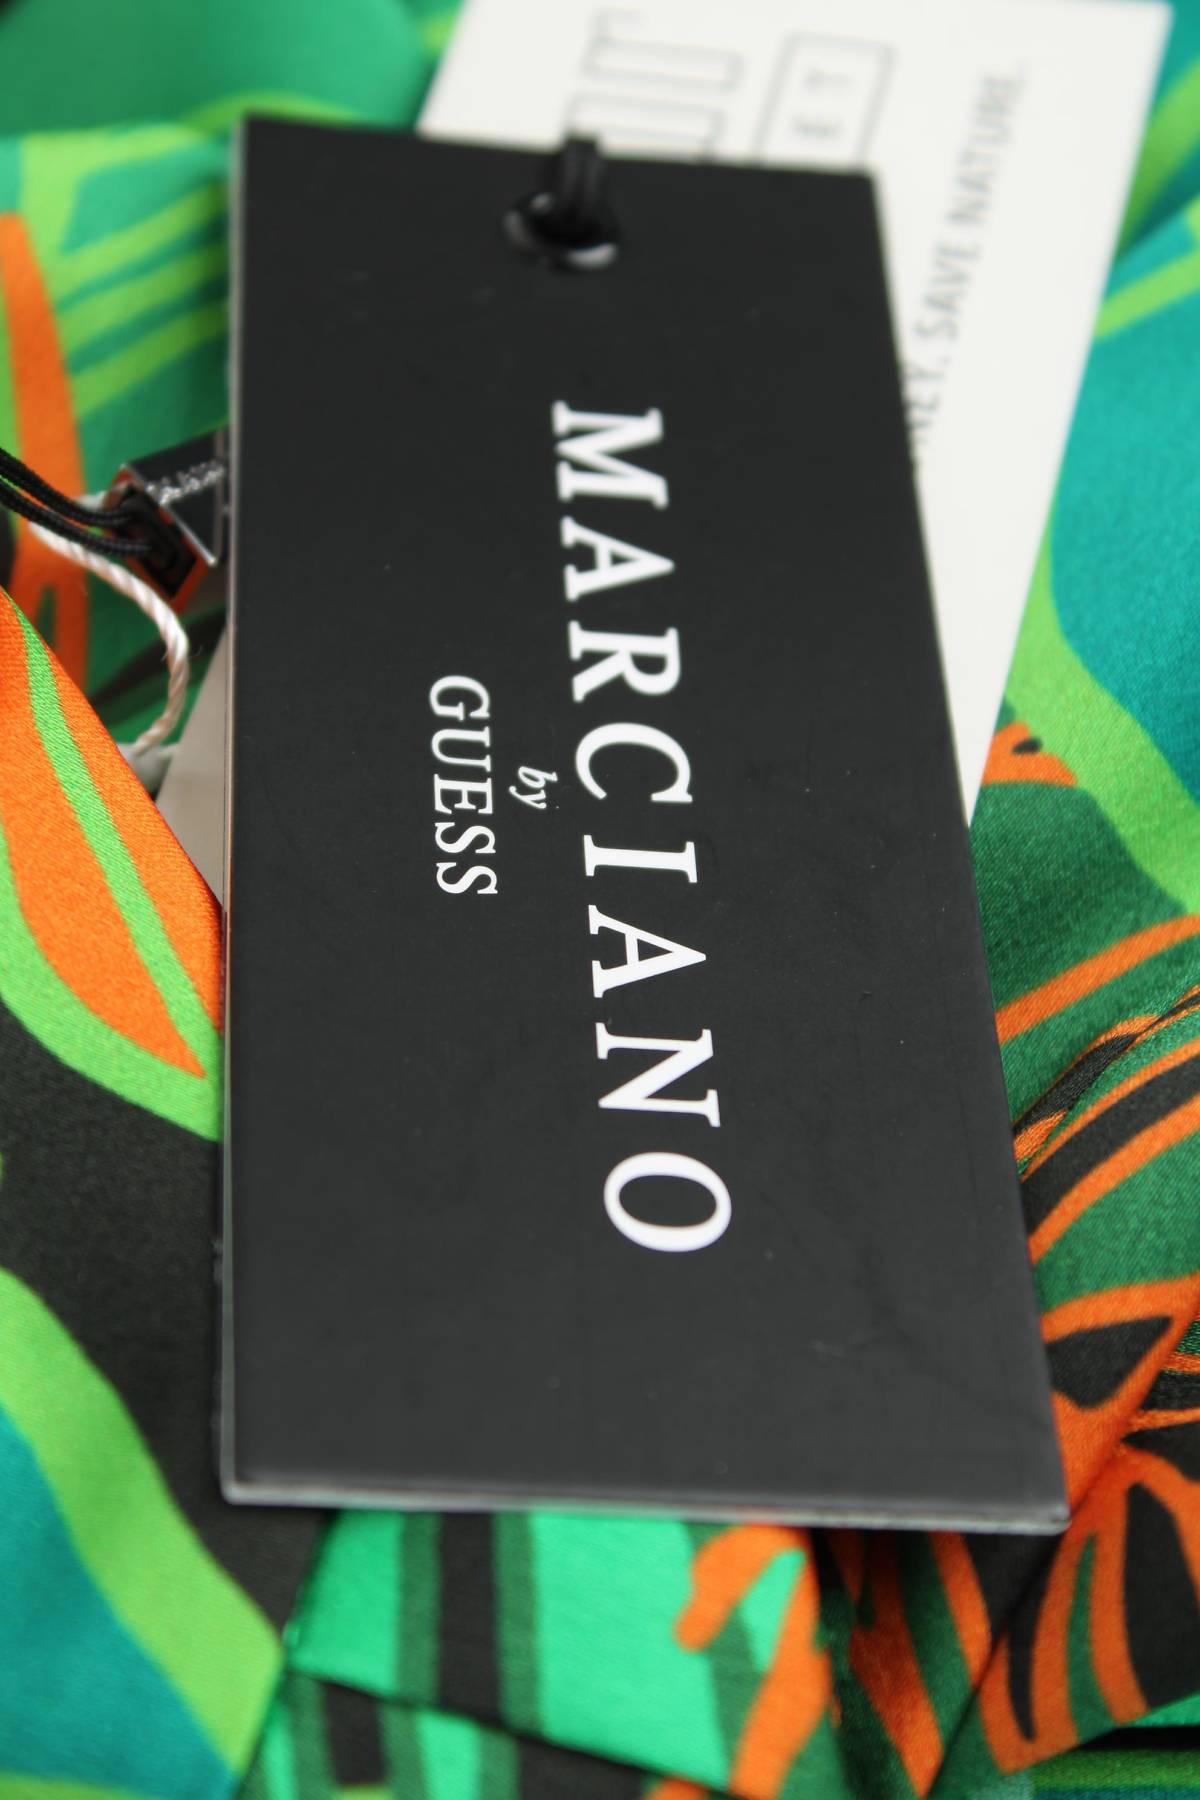 MARCIANO
by
GUESS
SAVE NATURE.